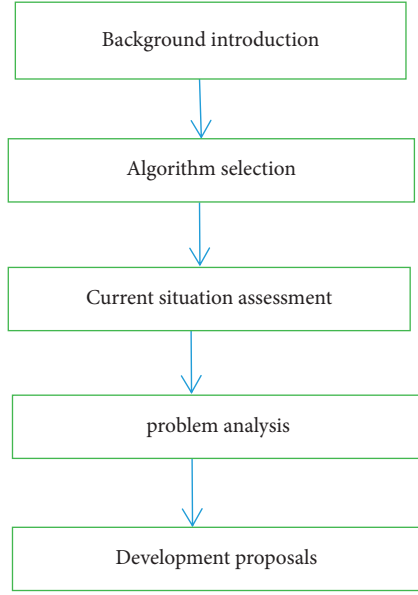 Background introduction
Algorithm selection
Current situation assessment
problem analysis
Development proposals